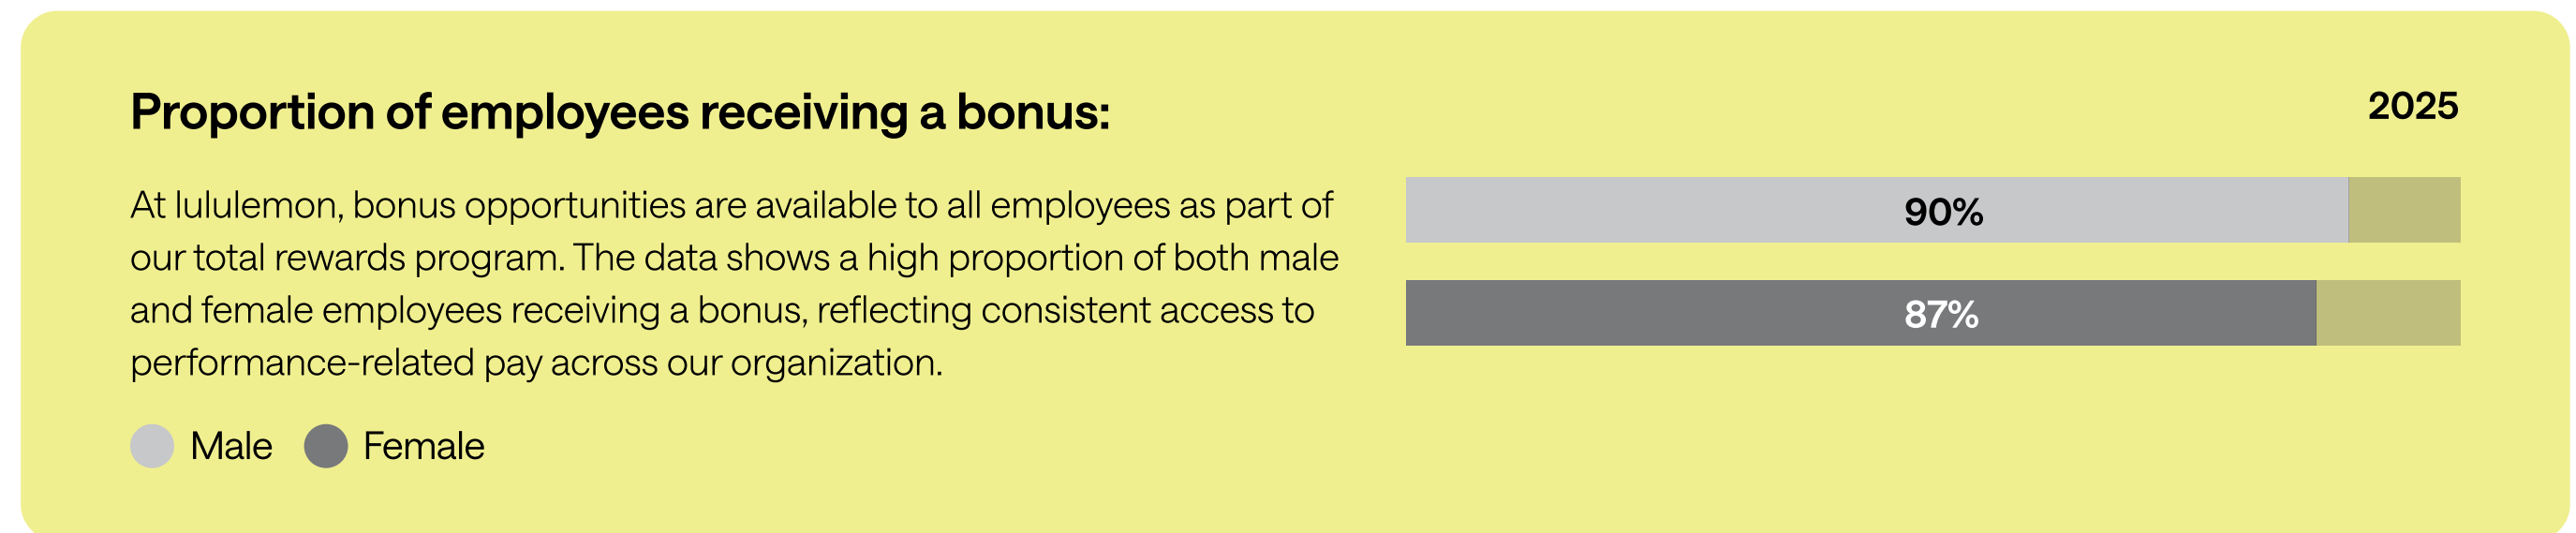 Proportion of employees receiving a bonus:
At lululemon, bonus opportunities are available to all employees as part of
our total rewards program. The data shows a high proportion of both male
and female employees receiving a bonus, reflecting consistent access to
performance-related pay across our organization.
Male Female
2025
90%
87%